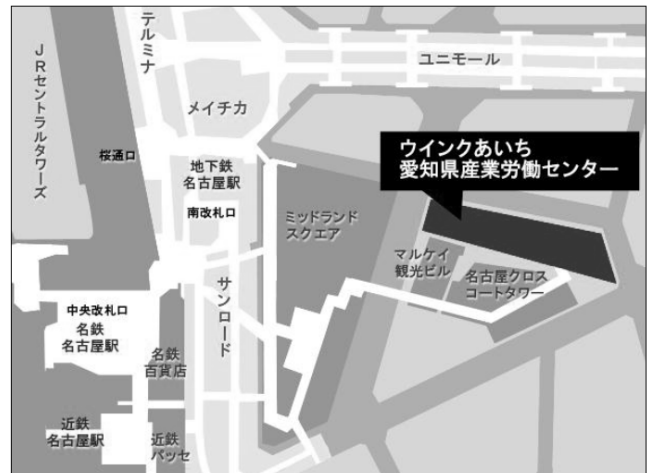 JRセントラルタワーズ
テルミナ
ユニモール
メイチカ
桜通口
地下鉄
名古屋駅
南改札口
ウインクあいち
愛知県産業労働センター
ミッドランド
スクエア
マルケイ
観光ビル
名古屋クロス
コートタワー
サンロード
中央改札口
名鉄
名古屋駅
名鉄
百貨店
近鉄
名古屋駅
近鉄
パッセ